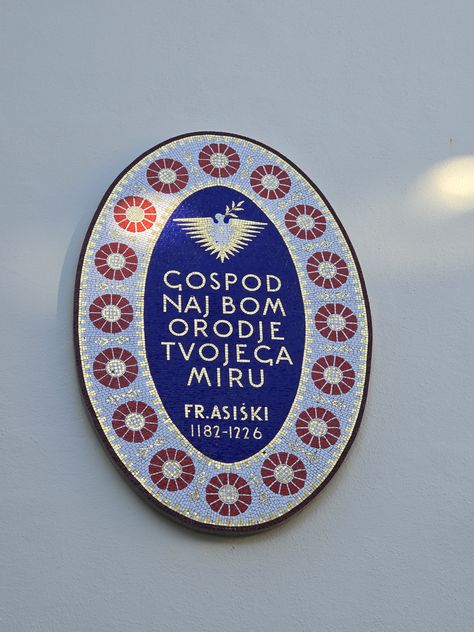 GOSPOD
NAJ BOM
ORODJE
TVOJEGA
MIRU
FR. ASIŠKI
1182-1226